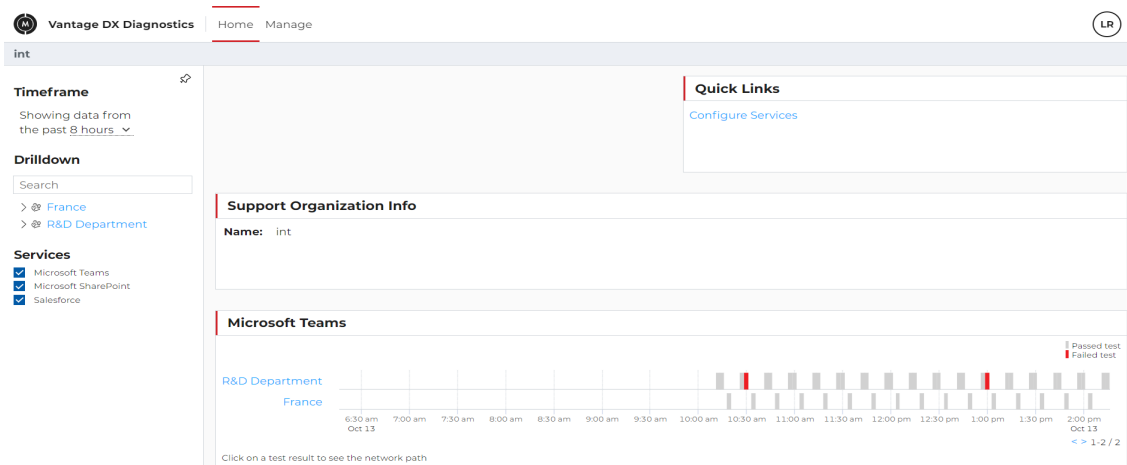 M Vantage DX Diagnostics Home Manage LR
int
Timeframe
Showing data from
the past 8 hours
Drilldown
Search
France
R&D Department
Services
Microsoft Teams
Microsoft SharePoint
Salesforce
Quick Links
Configure Services
Support Organization Info
Name: int
Microsoft Teams
Passed test
Failed test
R&D Department
France
6:30 am 7:00 am 7:30 am 8:00 am 8:30 am 9:00 am 9:30 am 10:00 am 10:30 am 11:00 am 11:30 am 12:00 pm 12:30 pm 1:00 pm 1:30 pm 2:00 pm
Oct 13 Oct 13
< > 1-2 / 2
Click on a test result to see the network path